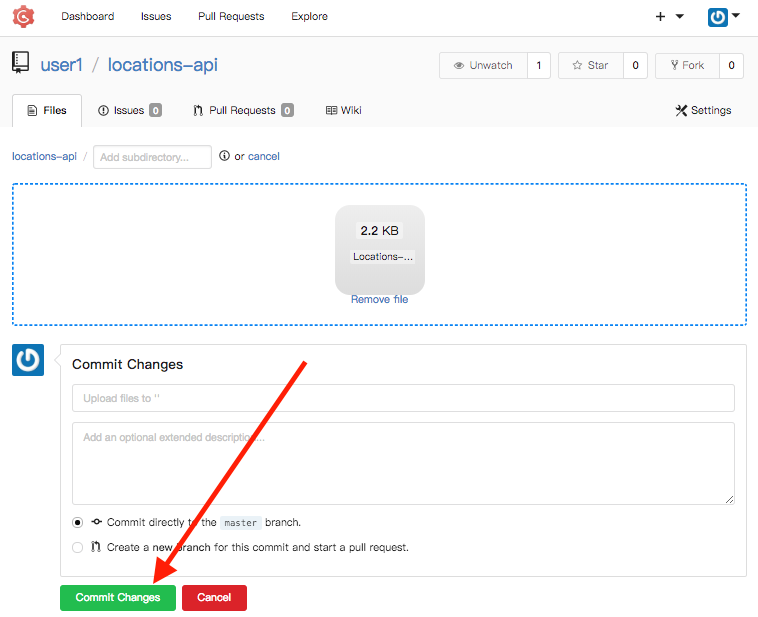 Dashboard Issues Pull Requests Explore
user1 / locations-api
Unwatch 1 Star 0 Fork 0
Files Issues 0 Pull Requests 0 Wiki Settings
locations-api / Add subdirectory... or cancel
2.2 KB
Locations-...
Remove file
Commit Changes
Upload files to ''
Add an optional extended description...
Commit directly to the master branch.
Create a new branch for this commit and start a pull request.
Commit Changes Cancel